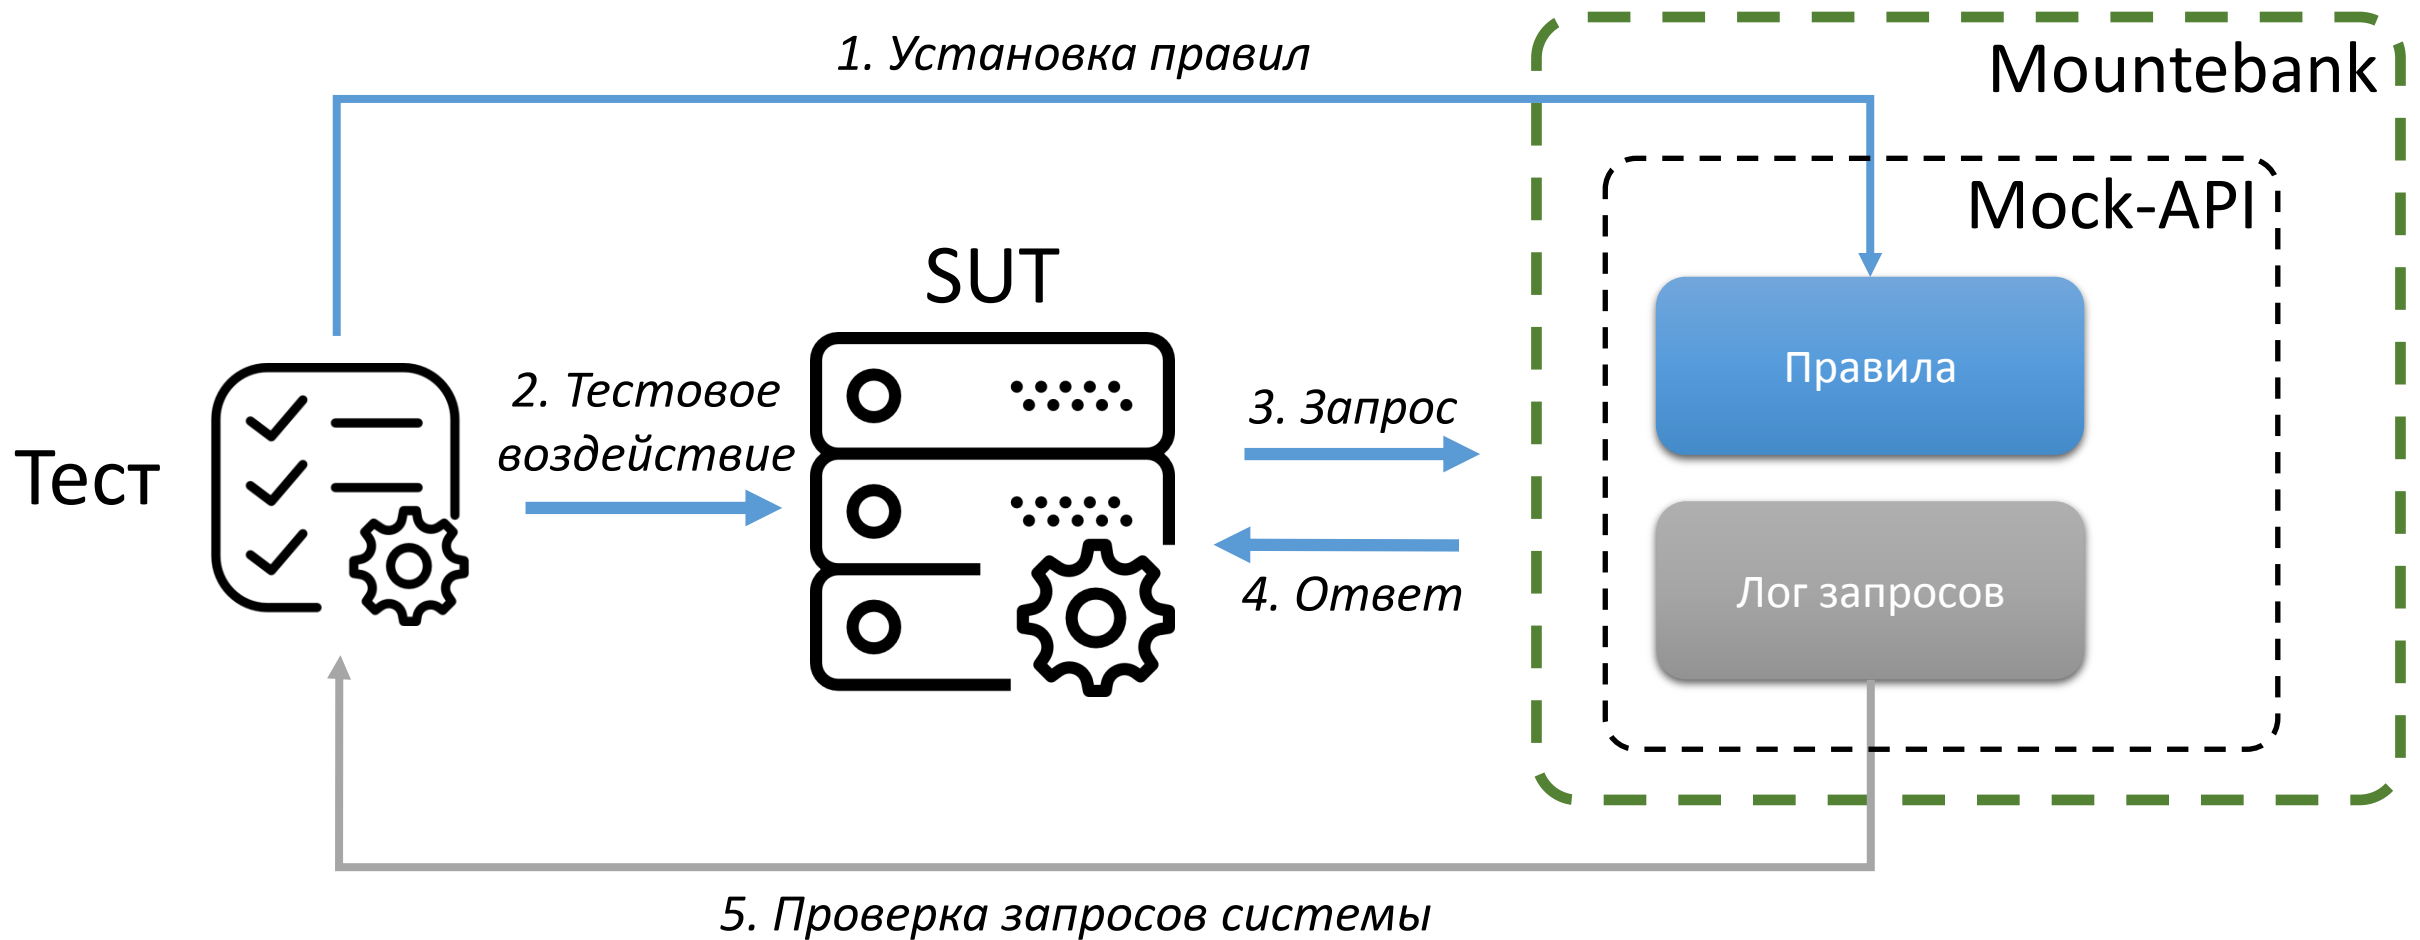 1. Установка правил
Mountebank
Mock-API
SUT
Правила
2. Тестовое
воздействие
3. Запрос
Тест
4. Ответ
Лог запросов
5. Проверка запросов системы